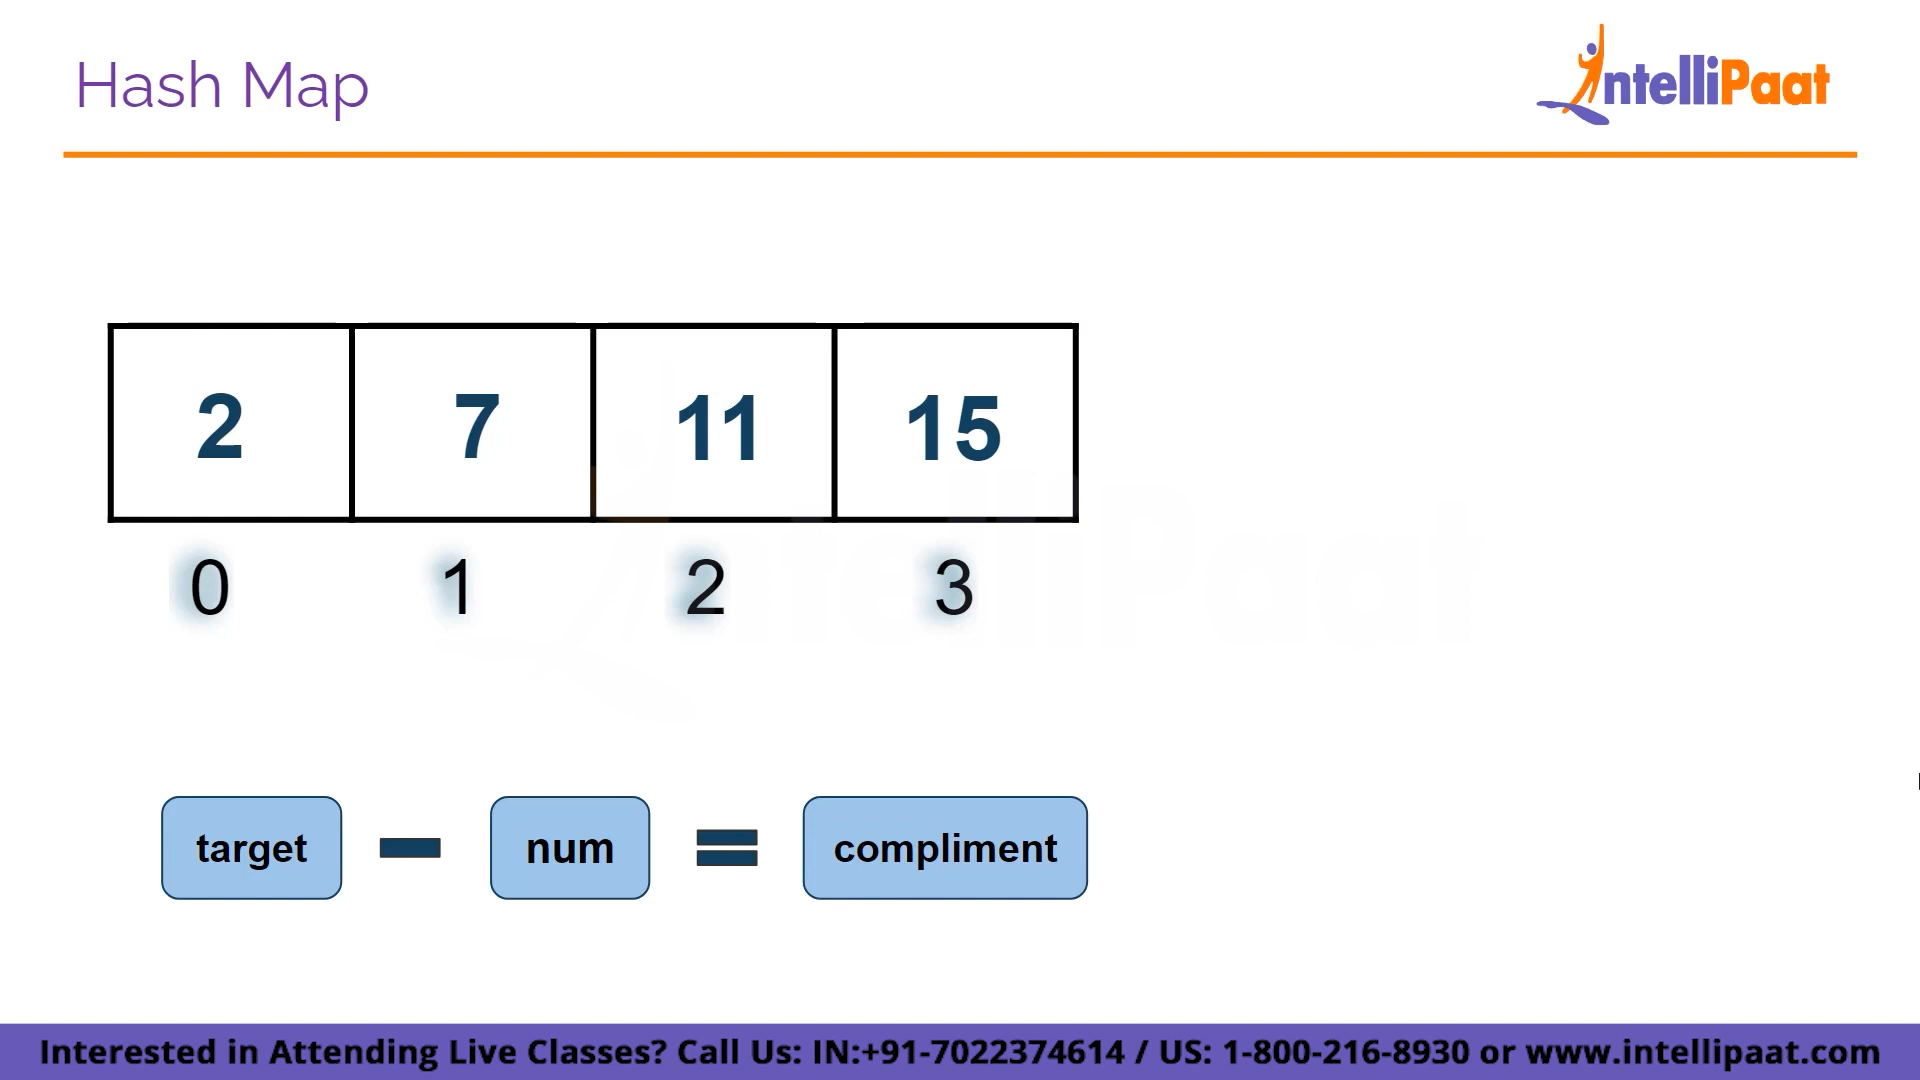 Hash Map
IntelliPaat
2 7 11 15
0 1 2 3
target - num = compliment
Interested in Attending Live Classes? Call Us: IN:+91-7022374614 / US: 1-800-216-8930 or www.intellipaat.com